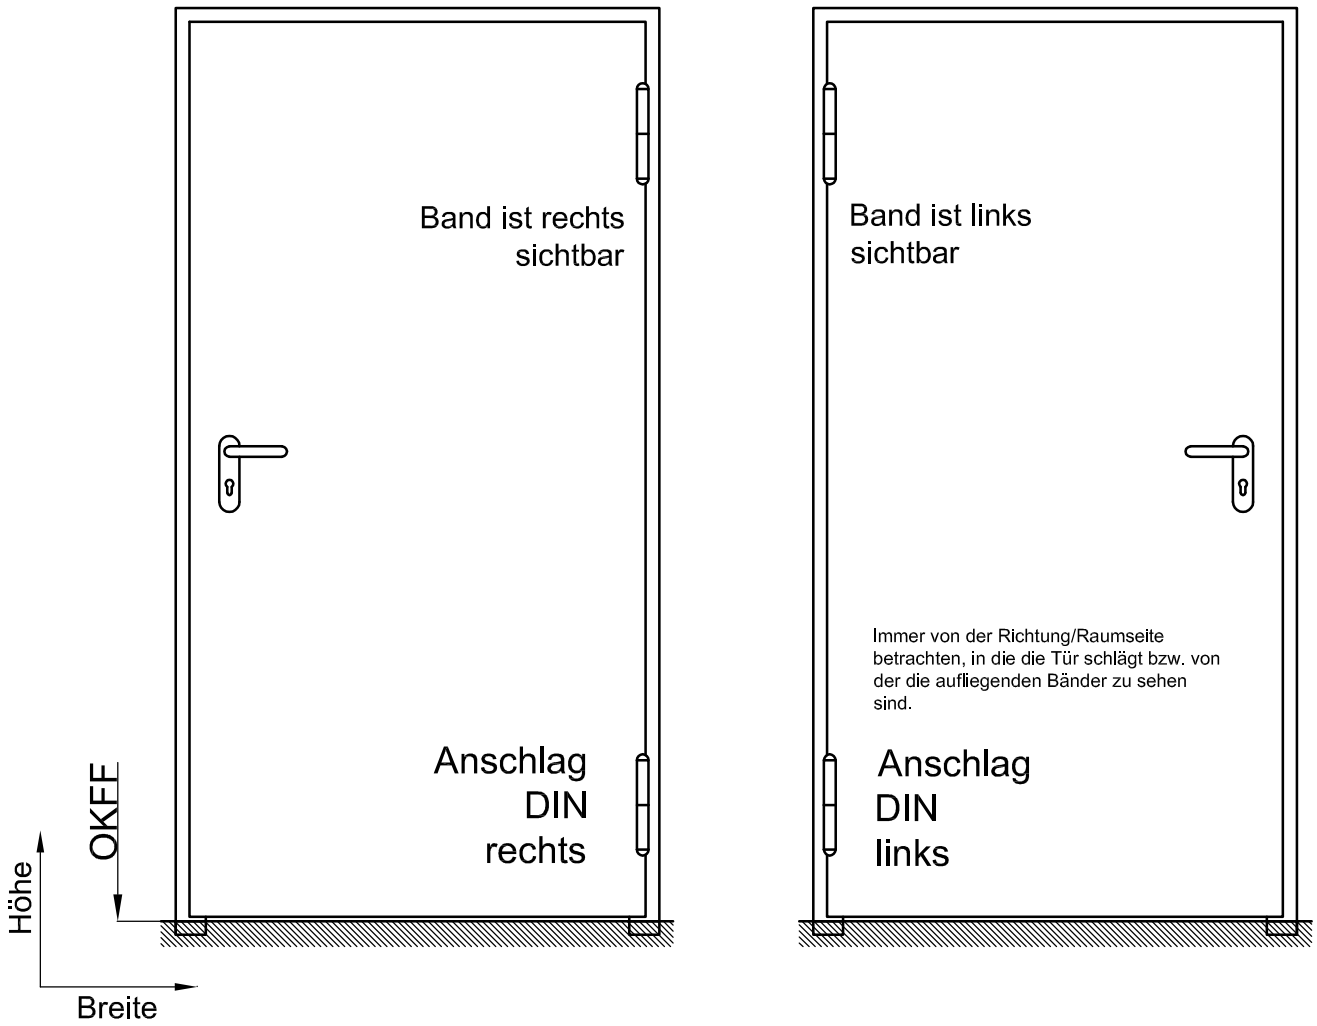 Band ist rechts
sichtbar
Band ist links
sichtbar
Immer von der Richtung/Raumseite
betrachten, in die die Tür schlägt bzw. von
der die aufliegenden Bänder zu sehen
sind.
Anschlag
DIN
rechts
Anschlag
DIN
links
OKFF
Höhe
Breite